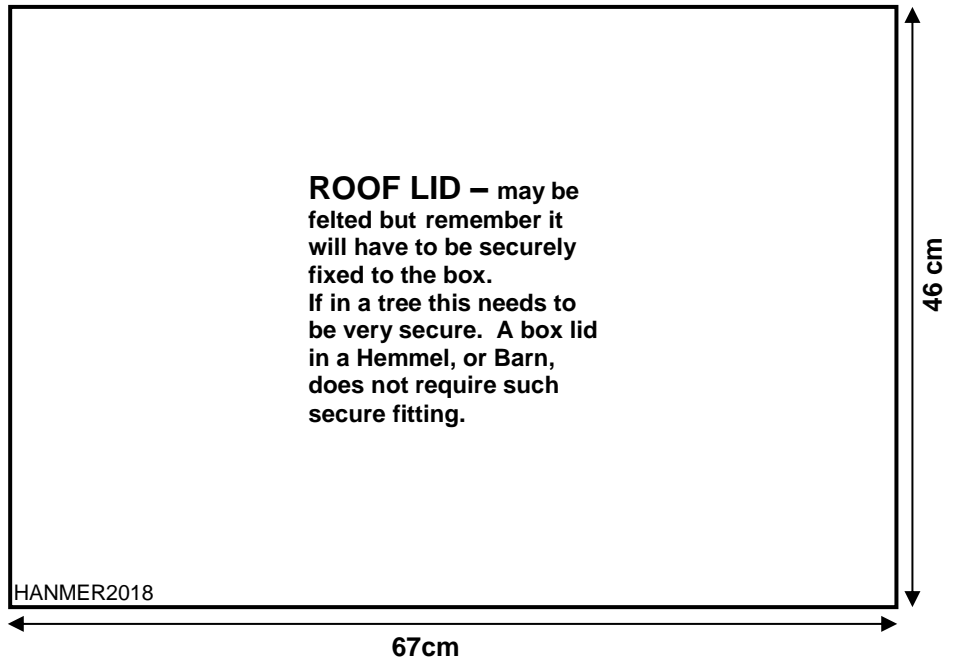 ROOF LID – may be
felted but remember it
will have to be securely
fixed to the box.
If in a tree this needs to
be very secure.  A box lid
in a Hemmel, or Barn,
does not require such
secure fitting.
46 cm
HANMER2018
67cm